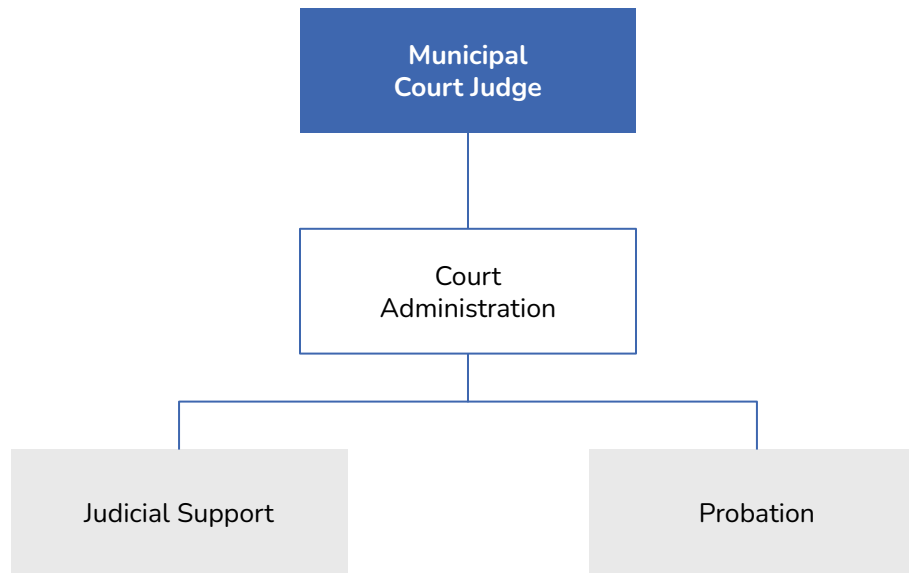 Municipal
Court Judge
Court
Administration
Judicial Support
Probation